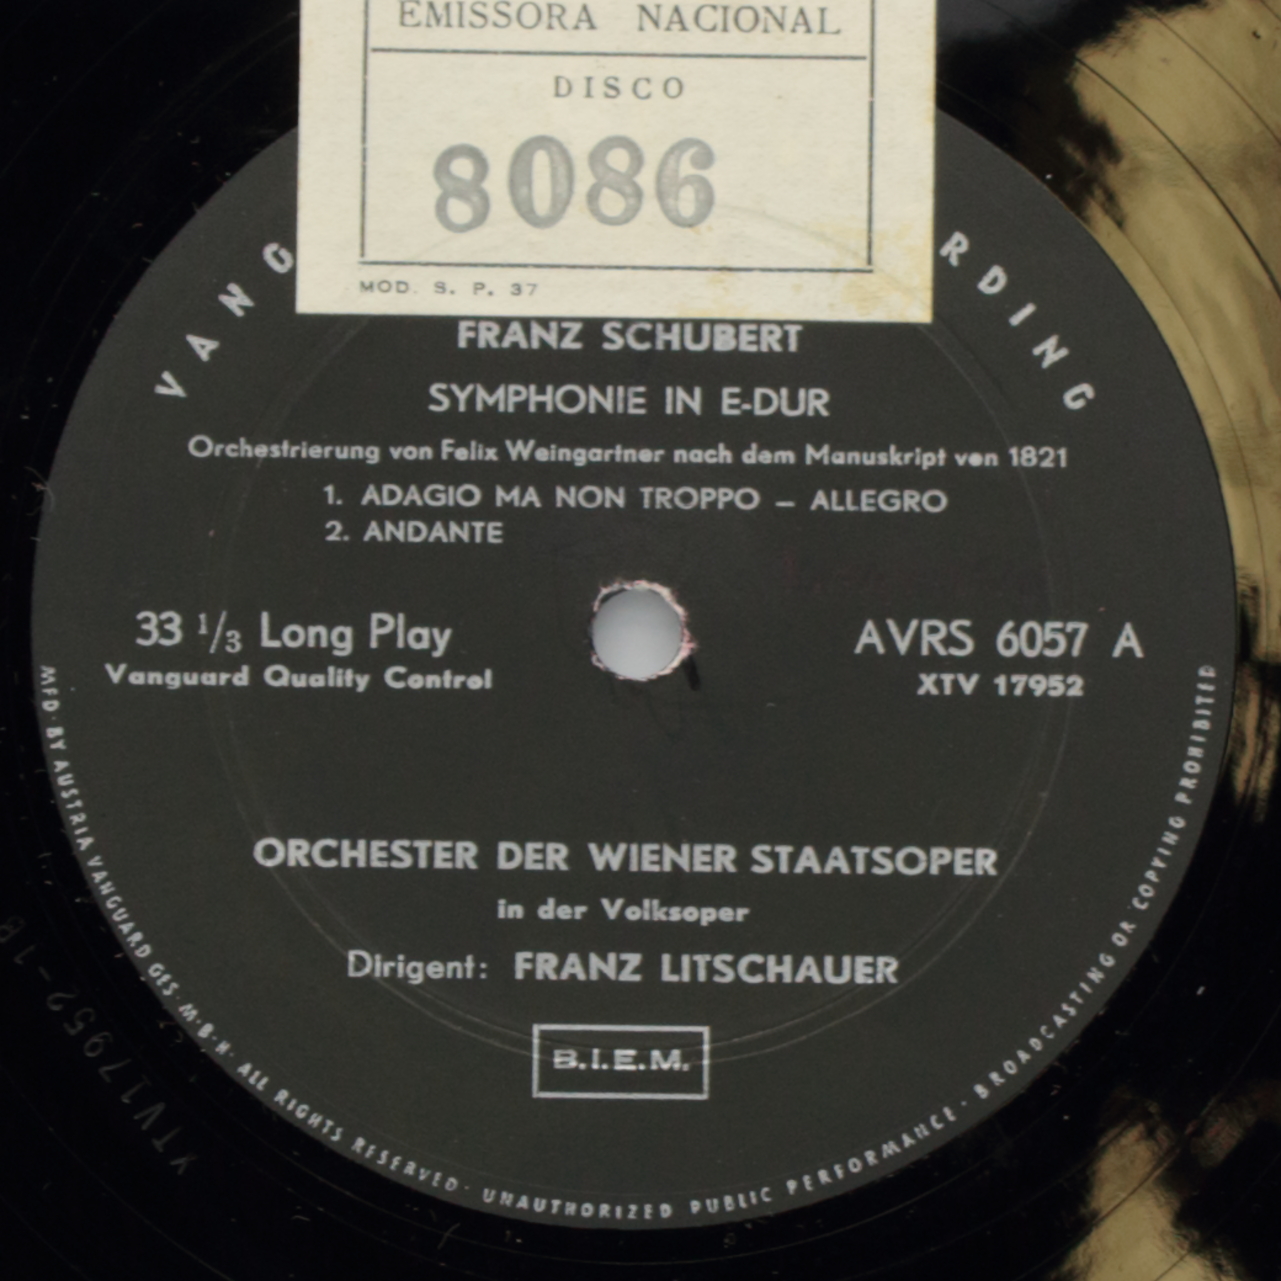 EMISSORA NACIONAL
DISCO
8086
MOD. S. P. 37
VANG
RDING
FRANZ SCHUBERT
SYMPHONIE IN E-DUR
Orchestrierung von Felix Weingartner nach dem Manuskript von 1821
1. ADAGIO MA NON TROPPO – ALLEGRO
2. ANDANTE
33 1/3 Long Play
Vanguard Quality Control
AVRS 6057 A
XTV 17952
ORCHESTER DER WIENER STAATSOPER
in der Volksoper
Dirigent: FRANZ LITSCHAUER
B.I.E.M.
MFD· BY AUSTRIA VANGUARD GES·M·B·H· ALL RIGHTS RESERVED· UNAUTHORIZED PUBLIC PERFORMANCE· BROADCASTING OR COPYING PROHIBITED